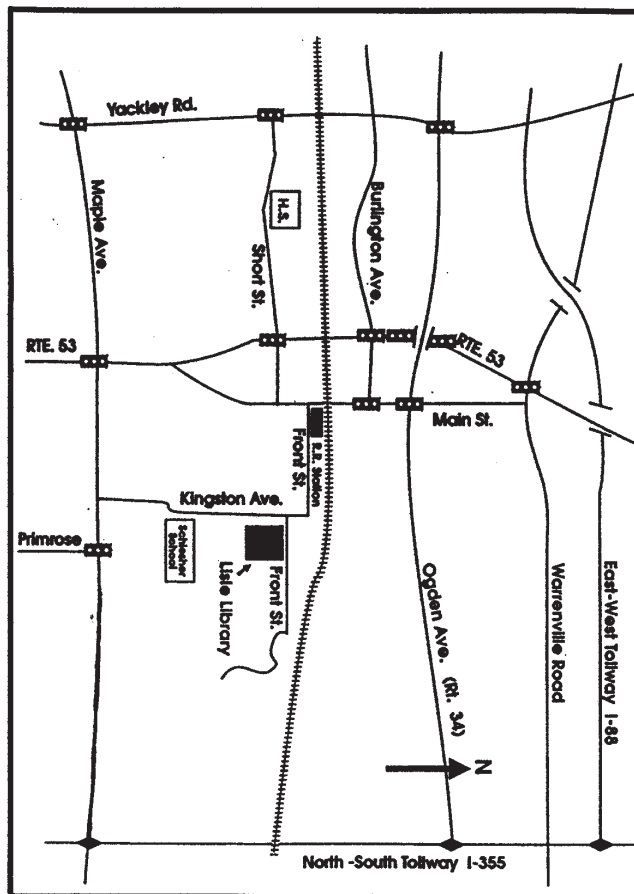 Yackley Rd.
Maple Ave.
H.S.
Short St.
Burlington Ave.
RTE. 53
RTE. 53
Main St.
R.R. Station
Front St.
Kingston Ave.
Primrose
Schiesher
School
Lisle Library
Front St.
Ogden Ave. (Rt. 34)
Warrenville Road
East-West Tollway I-88
N
North -South Tollway I-355